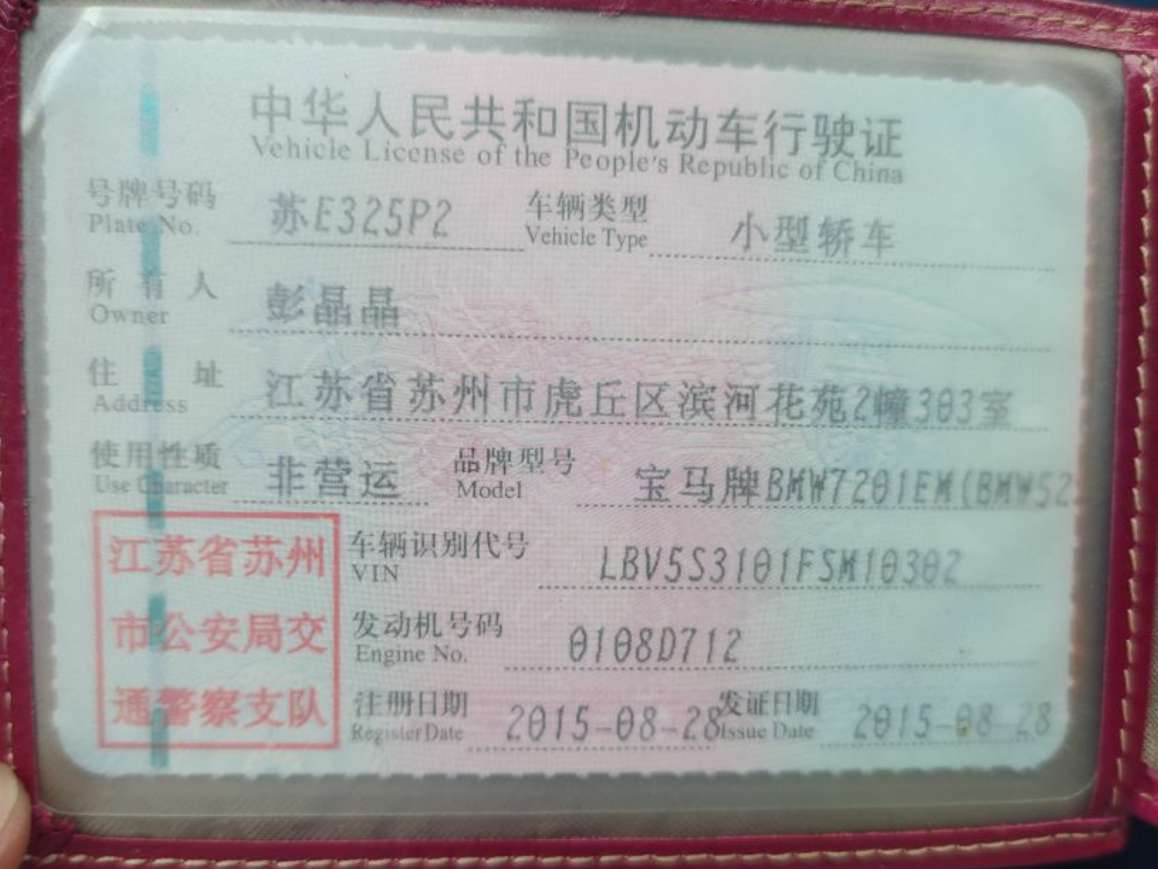 中华人民共和国机动车行驶证
Vehicle License of the People's Republic of China
号牌号码 苏E325P2 车辆类型 小型轿车
Plate No. Vehicle Type
所有人 彭晶晶
Owner
住址 江苏省苏州市虎丘区滨河花苑2幢303室
Address
使用性质 非营运 品牌型号 宝马牌BMW7201EM(BMW52
Use Character Model
江苏省苏州
市公安局交
通警察支队
车辆识别代号 LBV5S3101FSM10302
VIN
发动机号码 0108D712
Engine No.
注册日期 2015-08-28 发证日期 2015-08-28
Register Date Issue Date